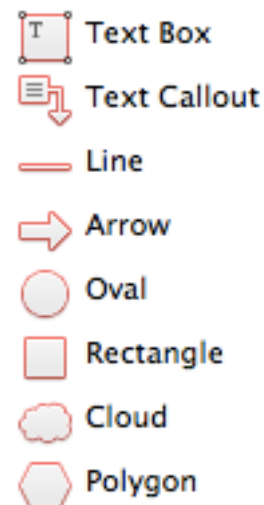 T Text Box
Text Callout
Line
Arrow
Oval
Rectangle
Cloud
Polygon